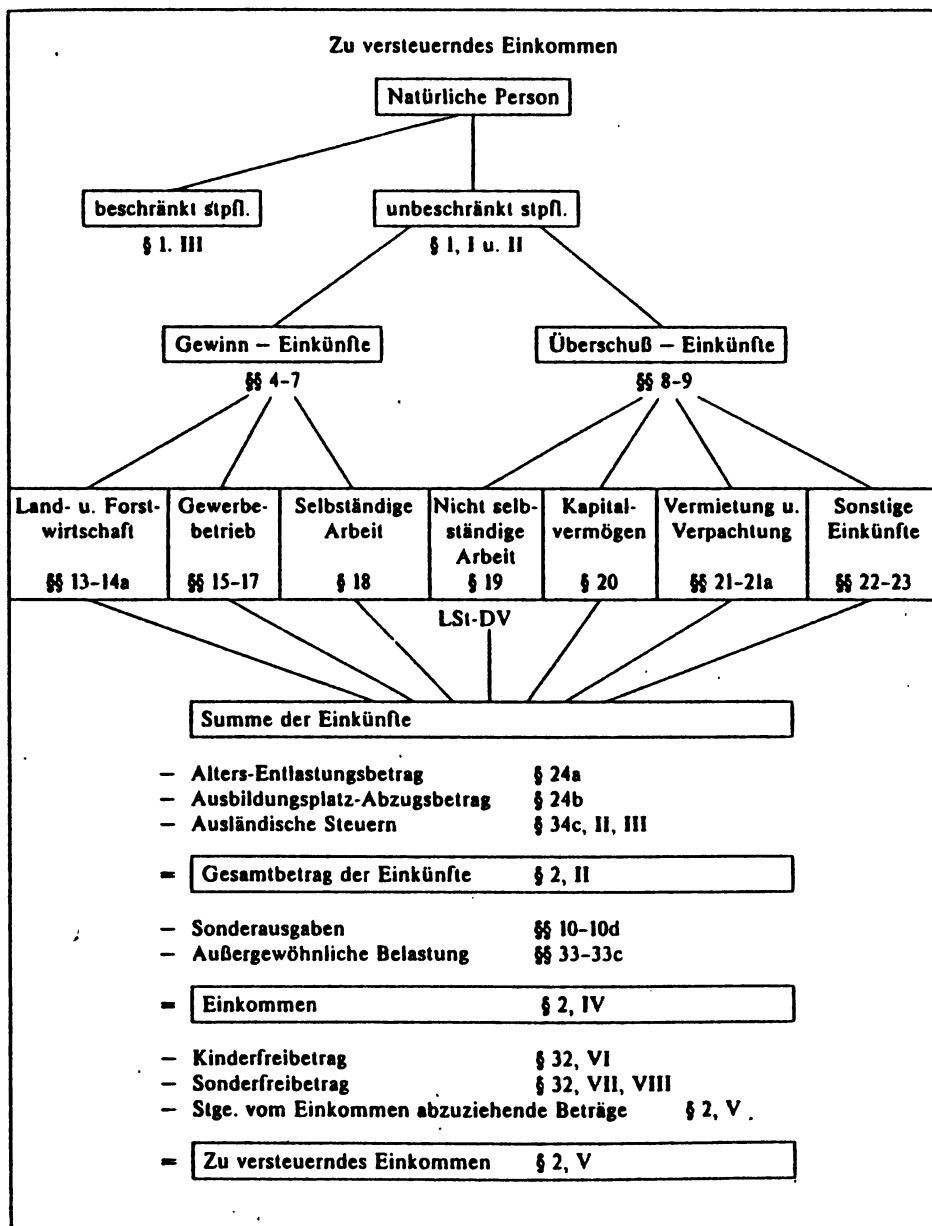 Zu versteuerndes Einkommen
Natürliche Person
beschränkt stpfl. unbeschränkt stpfl.
§ 1. III § 1, I u. II
Gewinn – Einkünfte Überschuß – Einkünfte
§§ 4–7 §§ 8–9
Land- u. Forst-
wirtschaft
§§ 13–14a
Gewerbe-
betrieb
§§ 15–17
Selbständige
Arbeit
§ 18
Nicht selb-
ständige
Arbeit
§ 19
Kapital-
vermögen
§ 20
Vermietung u.
Verpachtung
§§ 21–21a
Sonstige
Einkünfte
§§ 22–23
LSt-DV
Summe der Einkünfte
– Alters-Entlastungsbetrag § 24a
– Ausbildungsplatz-Abzugsbetrag § 24b
– Ausländische Steuern § 34c, II, III
= Gesamtbetrag der Einkünfte § 2, II
– Sonderausgaben §§ 10–10d
– Außergewöhnliche Belastung §§ 33–33c
= Einkommen § 2, IV
– Kinderfreibetrag § 32, VI
– Sonderfreibetrag § 32, VII, VIII
– Stge. vom Einkommen abzuziehende Beträge § 2, V
= Zu versteuerndes Einkommen § 2, V